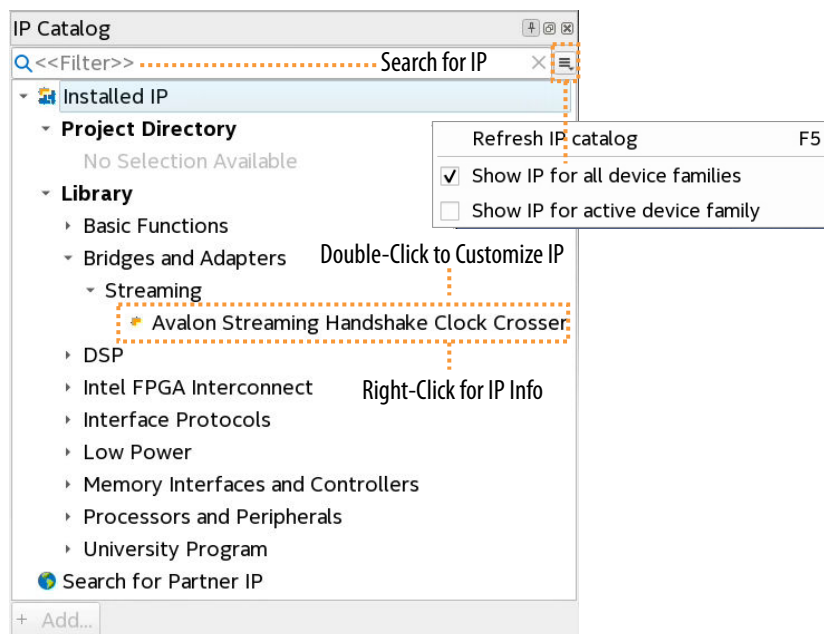 IP Catalog
<<Filter>>
Search for IP
Installed IP
Refresh IP catalog F5
Project Directory
No Selection Available
Show IP for all device families
Library
Show IP for active device family
Basic Functions
Bridges and Adapters
Double-Click to Customize IP
Streaming
Avalon Streaming Handshake Clock Crosser
DSP
Intel FPGA Interconnect
Right-Click for IP Info
Interface Protocols
Low Power
Memory Interfaces and Controllers
Processors and Peripherals
University Program
Search for Partner IP
+ Add...